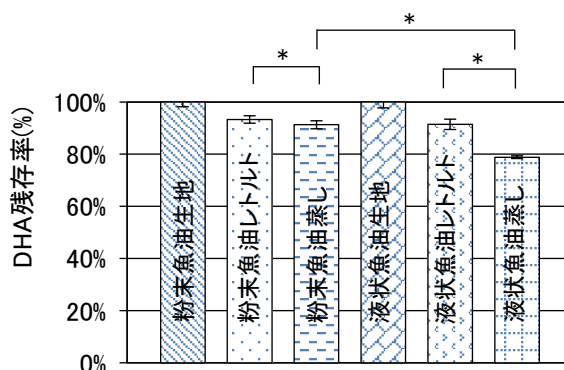 *
*
*
100%
80%
60%
40%
20%
0%
DHA残存率(%)
粉末魚油生地
粉末魚油レトルト
粉末魚油蒸し
液状魚油生地
液状魚油レトルト
液状魚油蒸し